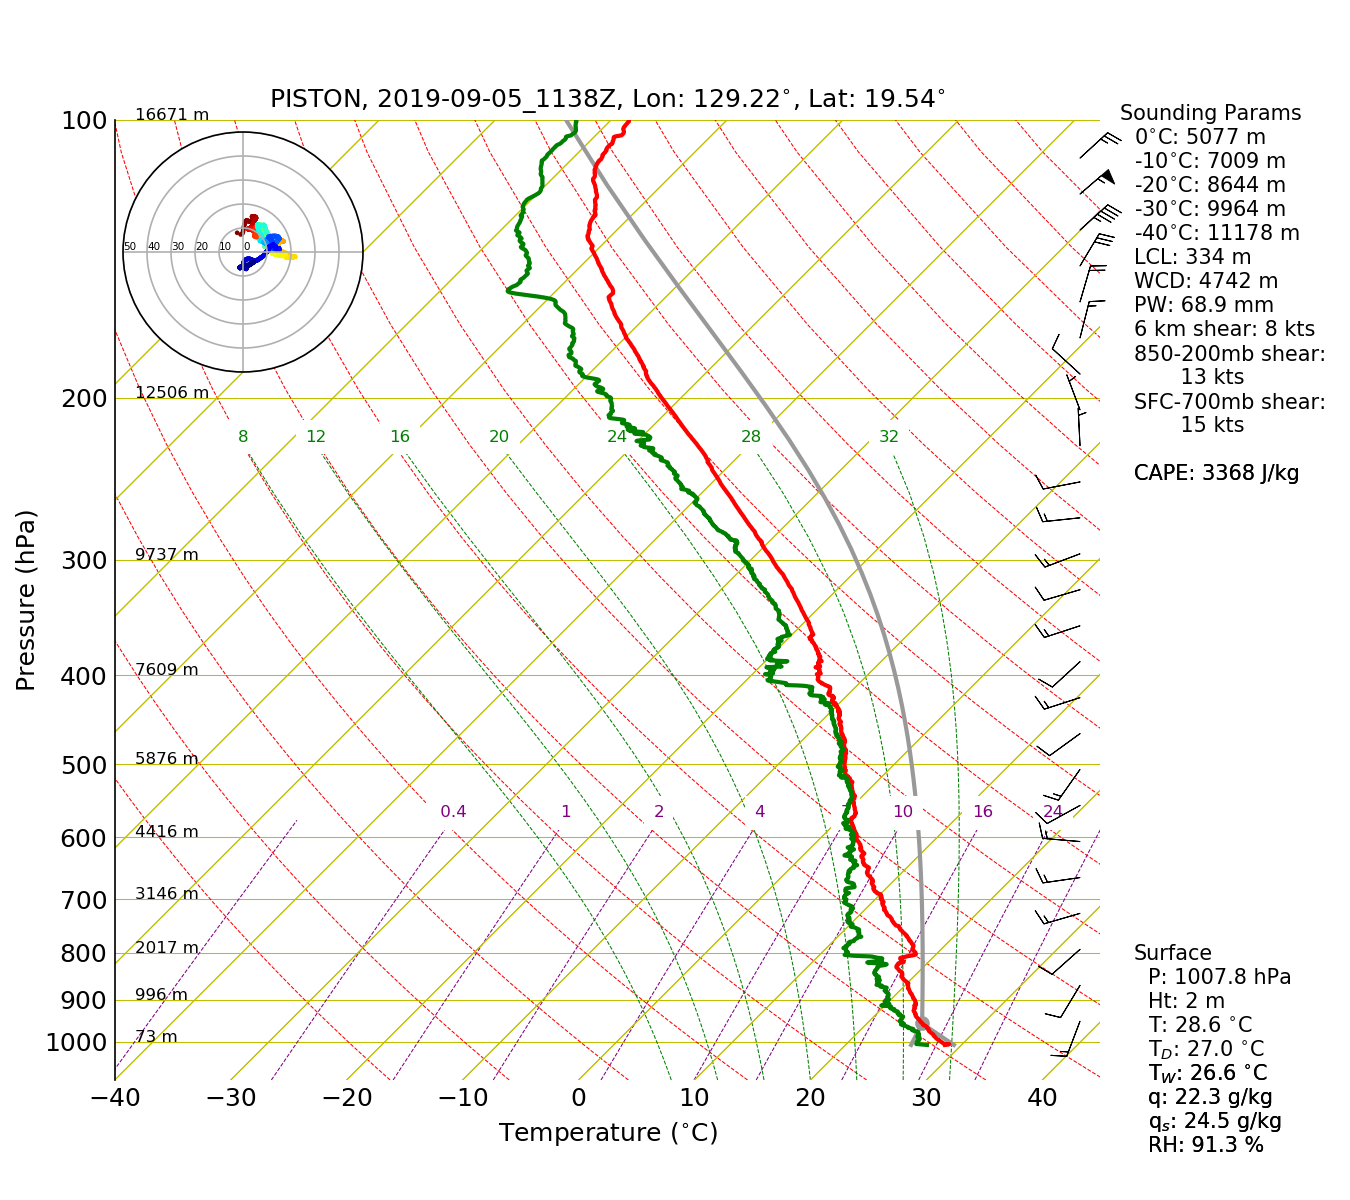 PISTON, 2019-09-05_1138Z, Lon: 129.22°, Lat: 19.54°
100
200
300
400
500
600
700
800
900
1000
Pressure (hPa)
16671 m
12506 m
9737 m
7609 m
5876 m
4416 m
3146 m
2017 m
996 m
73 m
50 40 30 20 10 0
8 12 16 20 24 28 32
0.4 1 2 4 10 16 24
−40 −30 −20 −10 0 10 20 30 40
Temperature (°C)
Sounding Params
0°C: 5077 m
-10°C: 7009 m
-20°C: 8644 m
-30°C: 9964 m
-40°C: 11178 m
LCL: 334 m
WCD: 4742 m
PW: 68.9 mm
6 km shear: 8 kts
850-200mb shear:
13 kts
SFC-700mb shear:
15 kts
CAPE: 3368 J/kg
Surface
P: 1007.8 hPa
Ht: 2 m
T: 28.6 °C
T_D: 27.0 °C
T_W: 26.6 °C
q: 22.3 g/kg
q_s: 24.5 g/kg
RH: 91.3 %